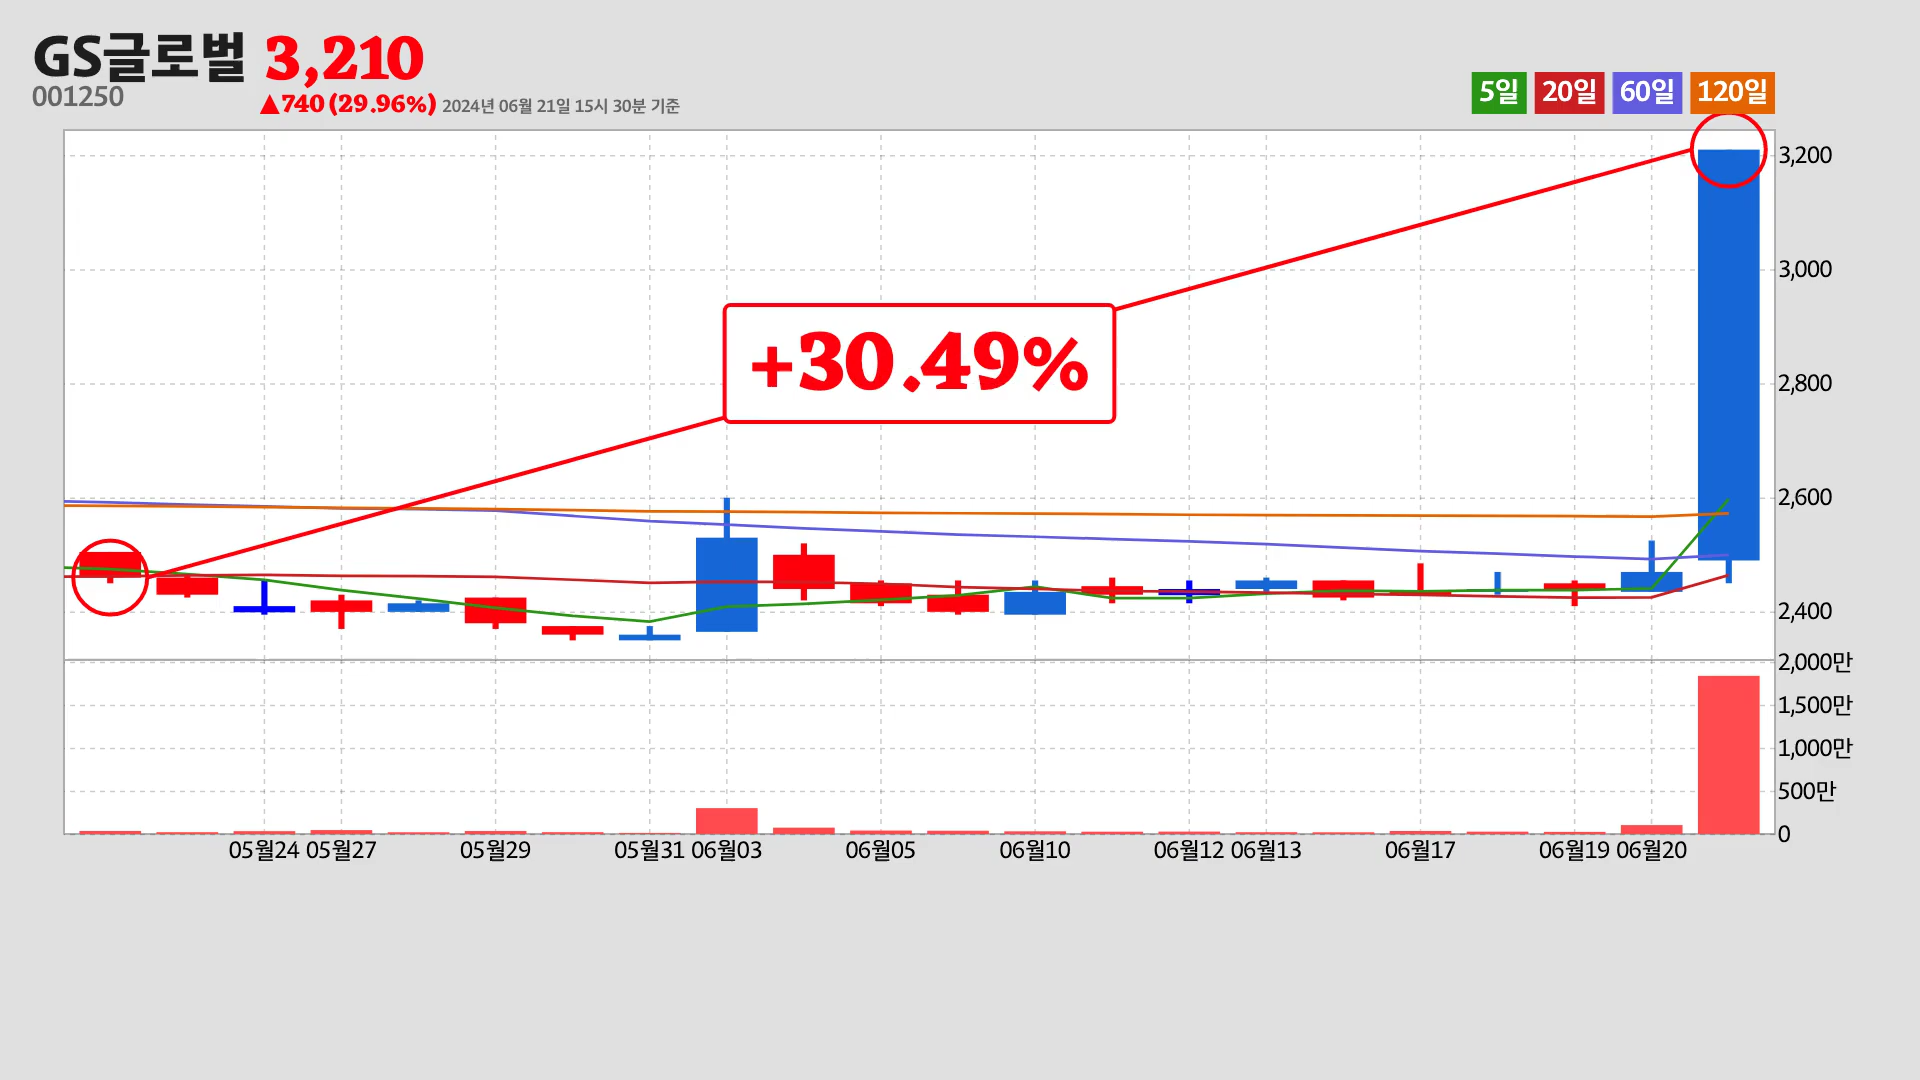 GS글로벌 3,210
001250
▲740 (29.96%) 2024년 06월 21일 15시 30분 기준
5일 20일 60일 120일
3,200
3,000
+30.49%
2,800
2,600
2,400
2,000만
1,500만
1,000만
500만
0
05월24 05월27 05월29 05월31 06월03 06월05 06월10 06월12 06월13 06월17 06월19 06월20